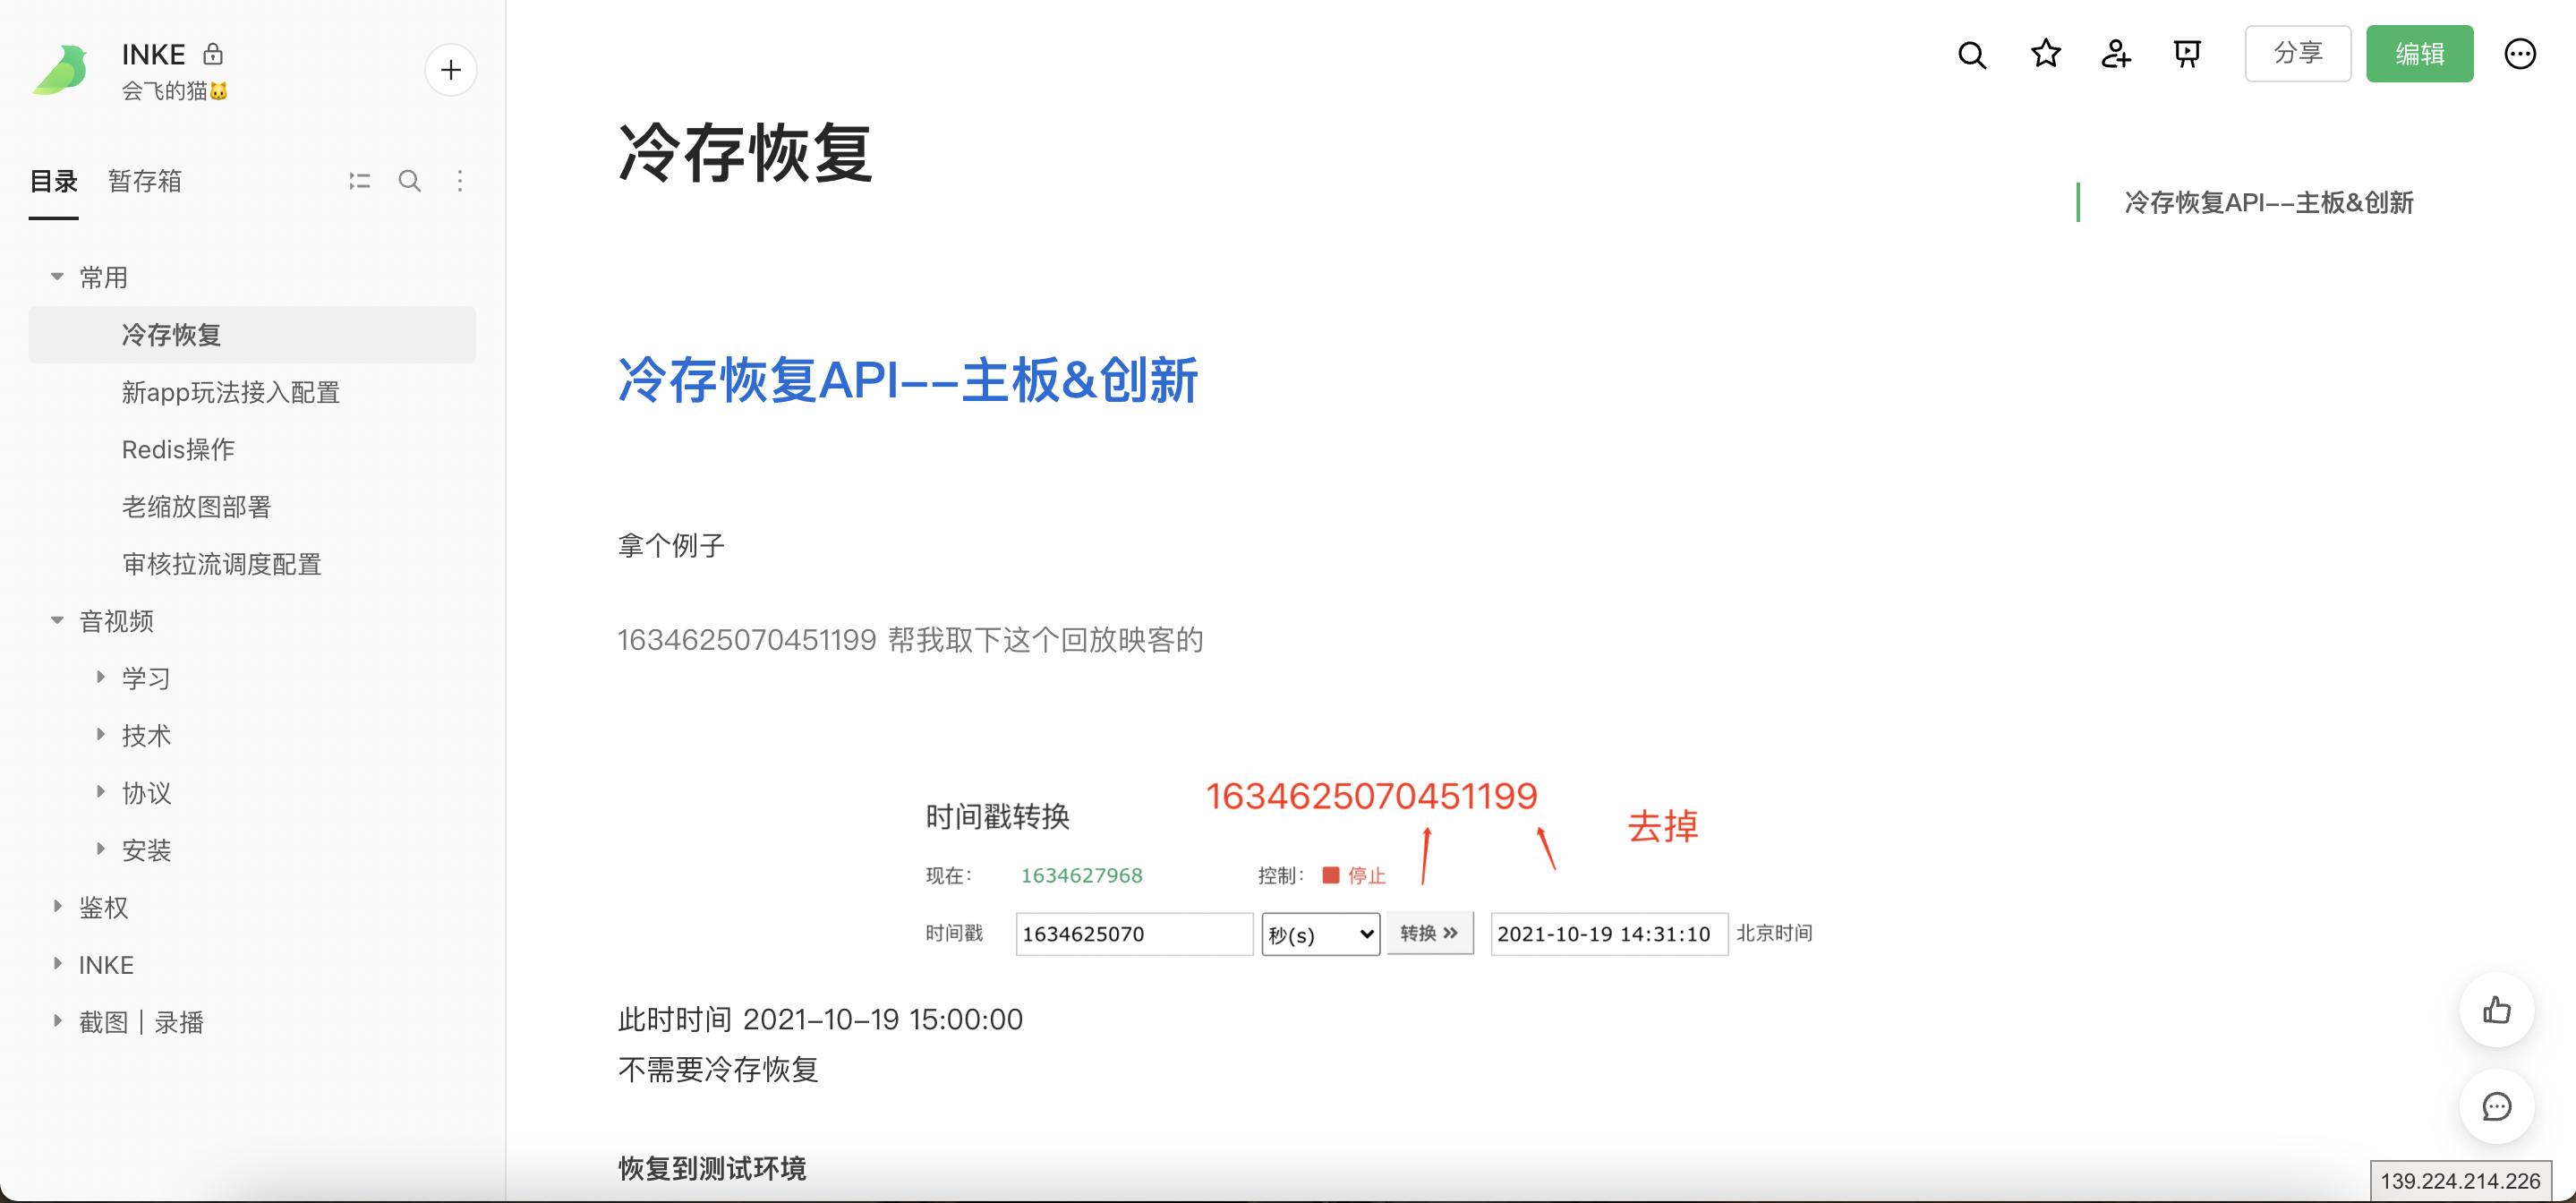 INKE
会飞的猫🐱
目录 暂存箱
常用
冷存恢复
新app玩法接入配置
Redis操作
老缩放图部署
审核拉流调度配置
音视频
学习
技术
协议
安装
鉴权
INKE
截图 | 录播
分享 编辑
冷存恢复
冷存恢复API--主板&创新
冷存恢复API--主板&创新
拿个例子
1634625070451199 帮我取下这个回放映客的
1634625070451199
时间戳转换
去掉
现在: 1634627968 控制: 停止
时间戳 1634625070 秒(s) 转换 » 2021-10-19 14:31:10 北京时间
此时时间 2021-10-19 15:00:00
不需要冷存恢复
恢复到测试环境
139.224.214.226